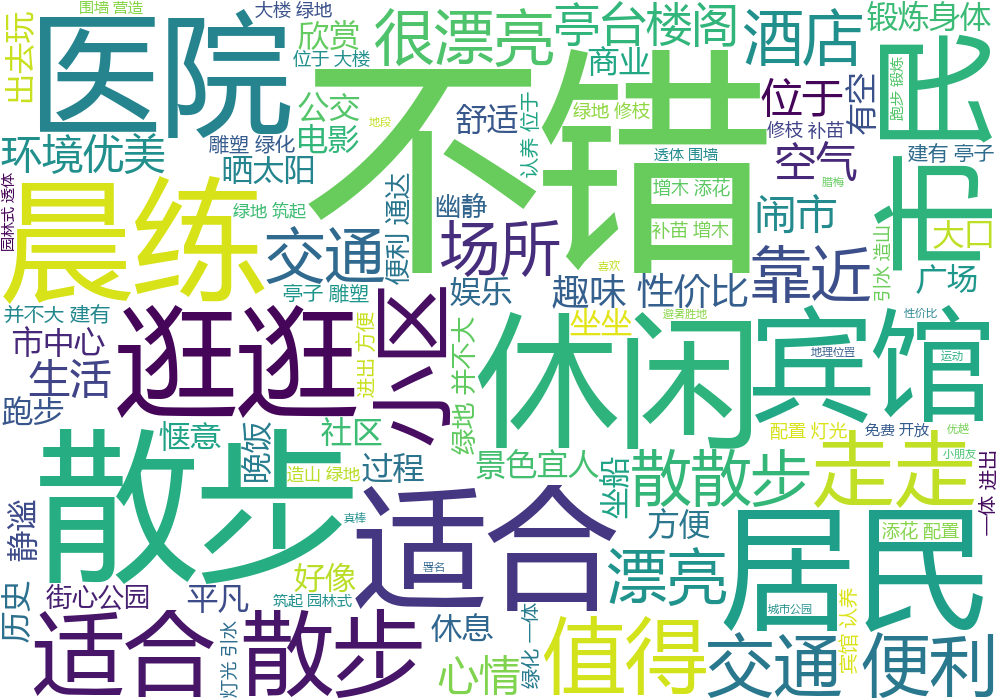 围墙 营造
大楼 绿地
出去玩
医院
欣赏
位于 大楼
很漂亮
亭台楼阁
酒店
锻炼身体
商业
不错
公交
电影
地段
舒适
绿地 修枝
认养 位于
位于
有空
跑步 锻炼
市民
修枝 补苗
环境优美
雕塑 绿化
晒太阳
透体 围墙
空气
建有 亭子
腊梅
园林式 透体
晨练
绿地 筑起
交通
便利 通达
幽静
场所
增木 添花
补苗 增木
闹市
大口
引水 造山
广场
喜欢
靠近
亭子 雕塑
娱乐
趣味
性价比
并不大 建有
市中心
生活
跑步
逛逛
进出 方便
小区
绿地 并不大
坐坐
避暑胜地
休闲
宾馆
性价比
地理位置
运动
惬意
晚饭
社区
配置 灯光
免费 开放
优越
散步
造山 绿地
过程
景色宜人
坐船
散散步
走走
小朋友
一体 进出
静谧
真棒
适合
署名
方便
居民
添花 配置
历史
街心公园
平凡
好像
筑起 园林式
漂亮
城市公园
适合
灯光 引水
散步
休息
心情
绿化 一体
值得
交通
宾馆 认养
便利